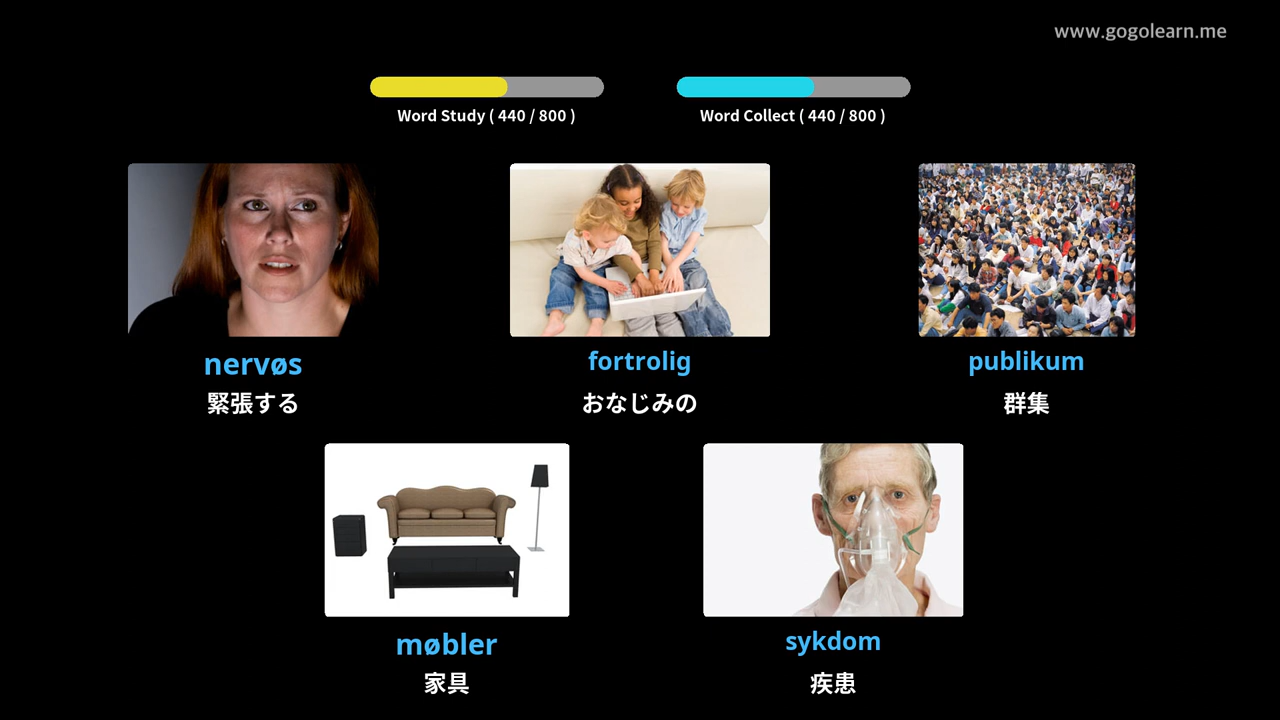 www.gogolearn.me
Word Study ( 440 / 800 )
Word Collect ( 440 / 800 )
nervøs
緊張する
fortrolig
おなじみの
publikum
群集
møbler
家具
sykdom
疾患